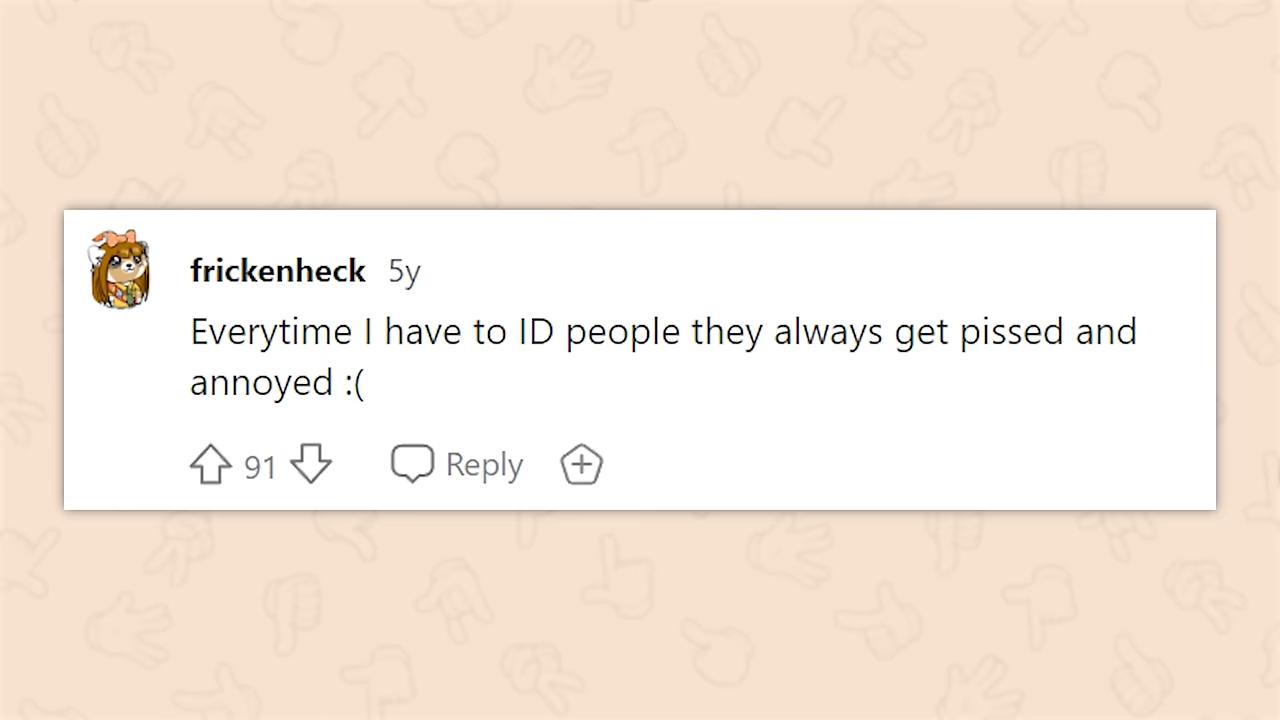 frickenheck 5y
Everytime I have to ID people they always get pissed and
annoyed :(
91 Reply